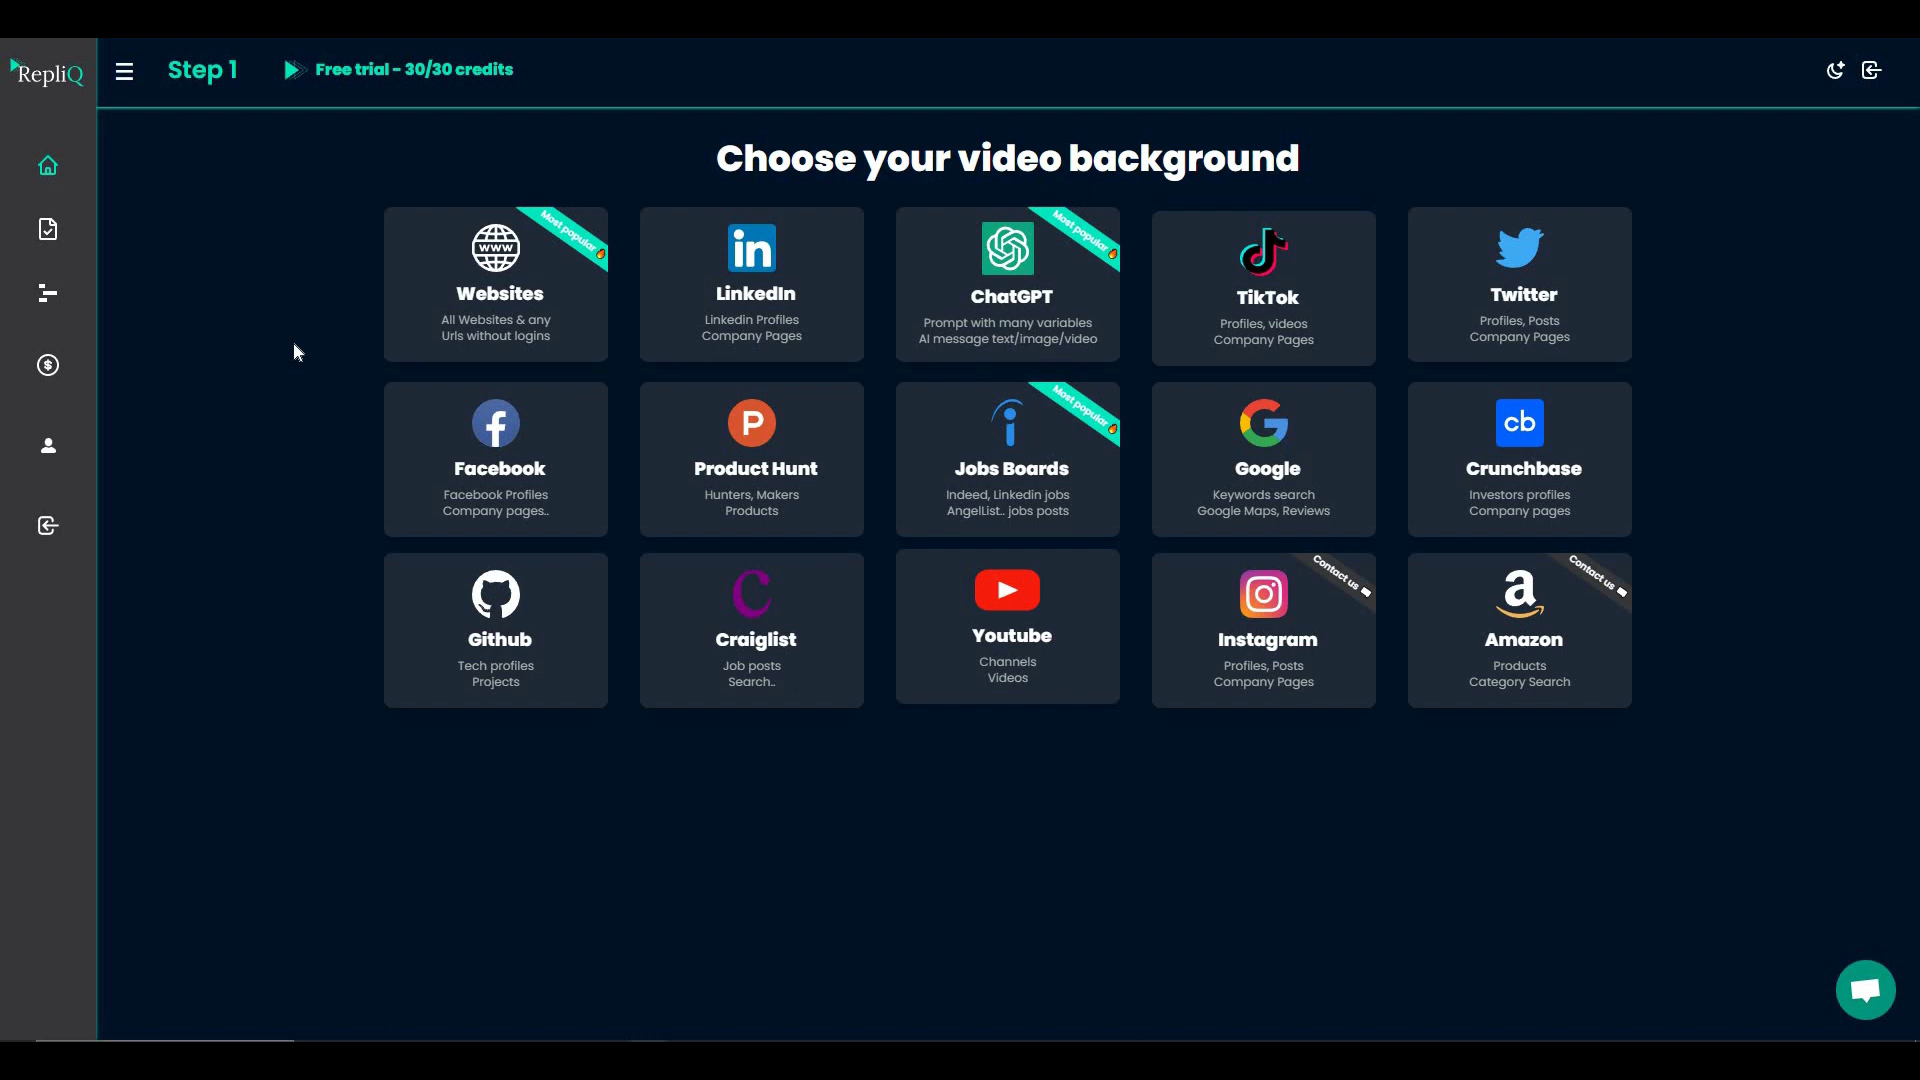 RepliQ
Step 1
Free trial - 30/30 credits
Choose your video background
Most popular
www
Websites
All Websites & any
Urls without logins
in
LinkedIn
Linkedin Profiles
Company Pages
Most popular
ChatGPT
Prompt with many variables
AI message text/image/video
TikTok
Profiles, videos
Company Pages
Twitter
Profiles, Posts
Company Pages
Facebook
Facebook Profiles
Company pages..
P
Product Hunt
Hunters, Makers
Products
Most popular
Jobs Boards
Indeed, Linkedin jobs
AngelList.. jobs posts
Google
Keywords search
Google Maps, Reviews
cb
Crunchbase
Investors profiles
Company pages
Github
Tech profiles
Projects
C
Craiglist
Job posts
Search..
Youtube
Channels
Videos
Contact us
Instagram
Profiles, Posts
Company Pages
Contact us
Amazon
Products
Category Search